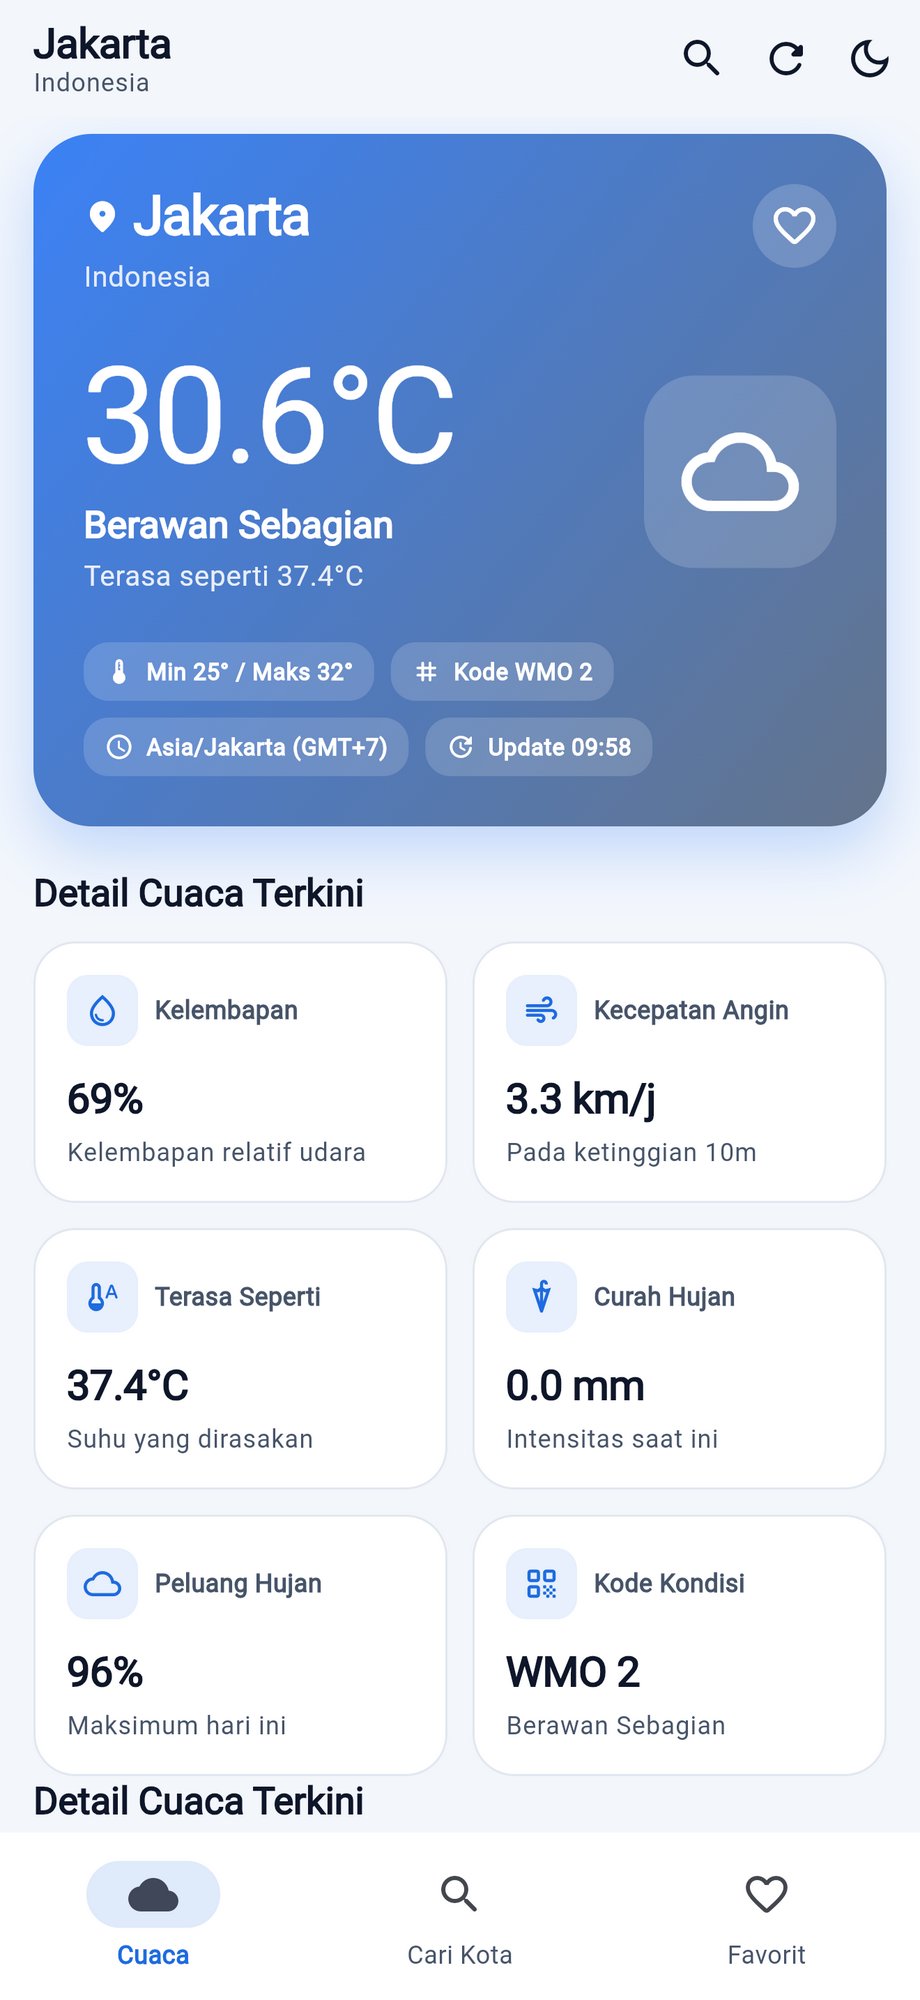 Jakarta
Indonesia
Jakarta
Indonesia
30.6°C
Berawan Sebagian
Terasa seperti 37.4°C
Min 25° / Maks 32°
Kode WMO 2
Asia/Jakarta (GMT+7)
Update 09:58
Detail Cuaca Terkini
Kelembapan
69%
Kelembapan relatif udara
Kecepatan Angin
3.3 km/j
Pada ketinggian 10m
Terasa Seperti
37.4°C
Suhu yang dirasakan
Curah Hujan
0.0 mm
Intensitas saat ini
Peluang Hujan
96%
Maksimum hari ini
Kode Kondisi
WMO 2
Berawan Sebagian
Detail Cuaca Terkini
Cuaca
Cari Kota
Favorit